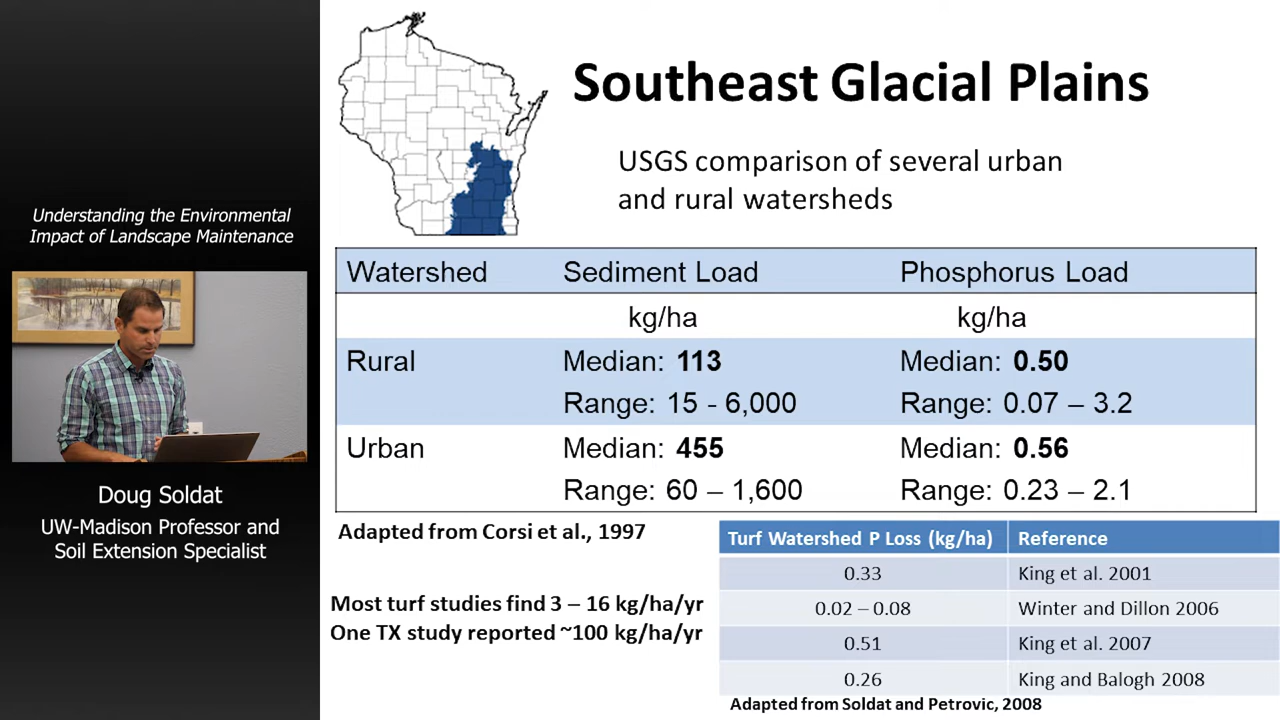 Understanding the Environmental
Impact of Landscape Maintenance
Doug Soldat
UW-Madison Professor and
Soil Extension Specialist
Southeast Glacial Plains
USGS comparison of several urban
and rural watersheds
Watershed Sediment Load Phosphorus Load
kg/ha kg/ha
Rural Median: 113 Median: 0.50
Range: 15 - 6,000 Range: 0.07 – 3.2
Urban Median: 455 Median: 0.56
Range: 60 – 1,600 Range: 0.23 – 2.1
Adapted from Corsi et al., 1997
Most turf studies find 3 – 16 kg/ha/yr
One TX study reported ~100 kg/ha/yr
Turf Watershed P Loss (kg/ha) Reference
0.33 King et al. 2001
0.02 – 0.08 Winter and Dillon 2006
0.51 King et al. 2007
0.26 King and Balogh 2008
Adapted from Soldat and Petrovic, 2008